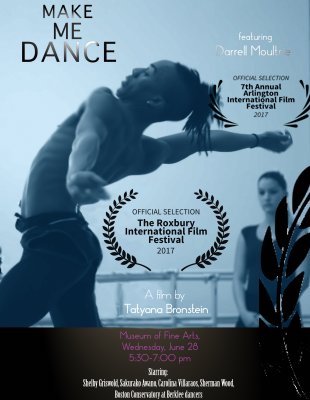 MAKE
ME
DANCE
featuring
Darrell Moultrie
OFFICIAL SELECTION
7th Annual
Arlington
International Film
Festival
2017
OFFICIAL SELECTION
The Roxbury
International Film
Festival
2017
A film by
Tatyana Bronstein
Museum of Fine Arts,
Wednesday, June 28
5:30-7:00 pm
Starring:
Shelby Griswold, Sakurako Awano, Carolina Villaraos, Sherman Wood,
Boston Conservatory at Berklee dancers